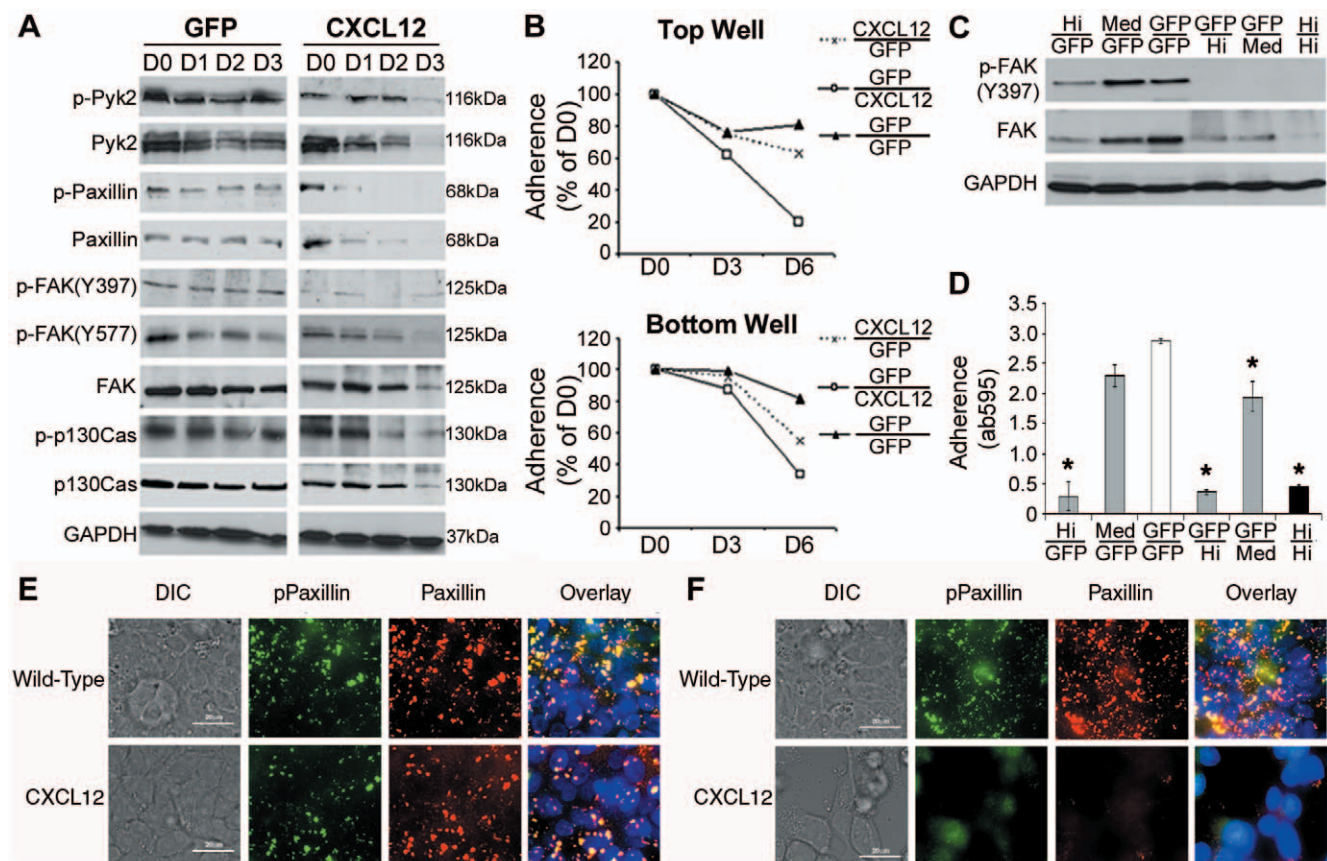 A
GFP
CXCL12
D0 D1 D2 D3
D0 D1 D2 D3
p-Pyk2
116kDa
Pyk2
116kDa
p-Paxillin
68kDa
Paxillin
68kDa
p-FAK(Y397)
125kDa
p-FAK(Y577)
125kDa
FAK
125kDa
p-p130Cas
130kDa
p130Cas
130kDa
GAPDH
37kDa
B
Top Well
Adherence
(% of D0)
120
100
80
60
40
20
0
D0 D3 D6
CXCL12
GFP
GFP
CXCL12
GFP
GFP
Bottom Well
Adherence
(% of D0)
120
100
80
60
40
20
0
D0 D3 D6
CXCL12
GFP
GFP
CXCL12
GFP
GFP
C
Hi Med GFP GFP GFP Hi
GFP GFP GFP Hi Med Hi
p-FAK
(Y397)
FAK
GAPDH
D
Adherence
(ab595)
3.5
3.0
2.5
2.0
1.5
1.0
0.5
0
*
*
*
*
Hi Med GFP GFP GFP Hi
GFP GFP GFP Hi Med Hi
E
DIC pPaxillin Paxillin Overlay
Wild-Type
20µm
CXCL12
20µm
F
DIC pPaxillin Paxillin Overlay
Wild-Type
20µm
CXCL12
20µm